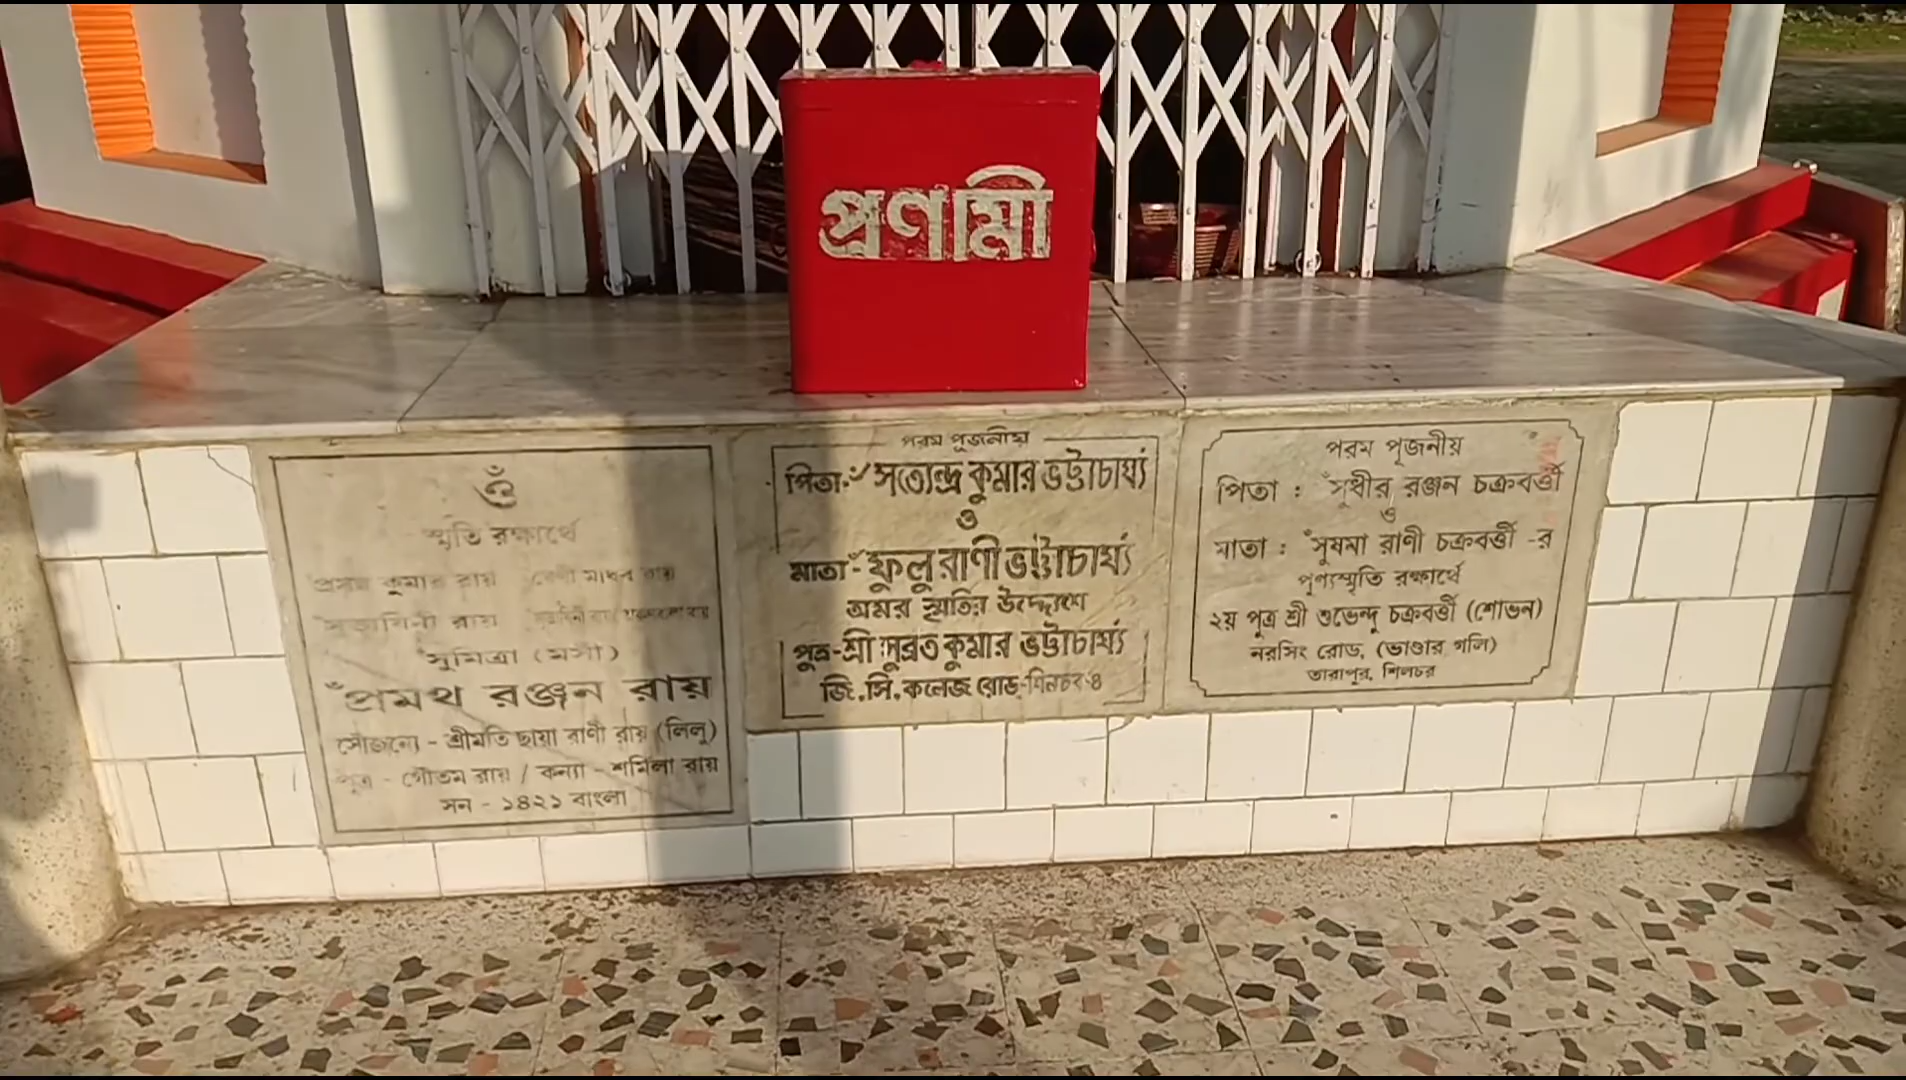 প্রণামী
ওঁ
স্মৃতি রক্ষার্থে
প্রসন্ন কুমার রায় বেণী মাধব রায়
রায়
ঁসুমিত্রা (মসী)
ঁপ্রমথ রঞ্জন রায়
সৌজন্যে - শ্রীমতি ছায়া রাণী রায় (লিলু)
পুত্র - গৌতম রায় / কন্যা - শর্মিলা রায়
সন - ১৪২১ বাংলা
পরম পূজনীয়
পিতা-ঁসত্যেন্দ্র কুমার ভট্টাচার্য্য
ও
মাতা-ঁফুলু রাণী ভট্টাচার্য্য
অমর স্মৃতির উদ্দেশ্যে
পুত্র-শ্রী সুব্রত কুমার ভট্টাচার্য্য
জি.সি.কলেজ রোড-শিলচর-৪
পরম পূজনীয়
পিতা : ঁসুধীর রঞ্জন চক্রবর্ত্তী
ও
মাতা : ঁসুষমা রাণী চক্রবর্ত্তী -র
পূণ্যস্মৃতি রক্ষার্থে
২য় পুত্র শ্রী শুভেন্দু চক্রবর্ত্তী (শোভন)
নরসিং রোড, (ভাণ্ডার গলি)
তারাপুর, শিলচর